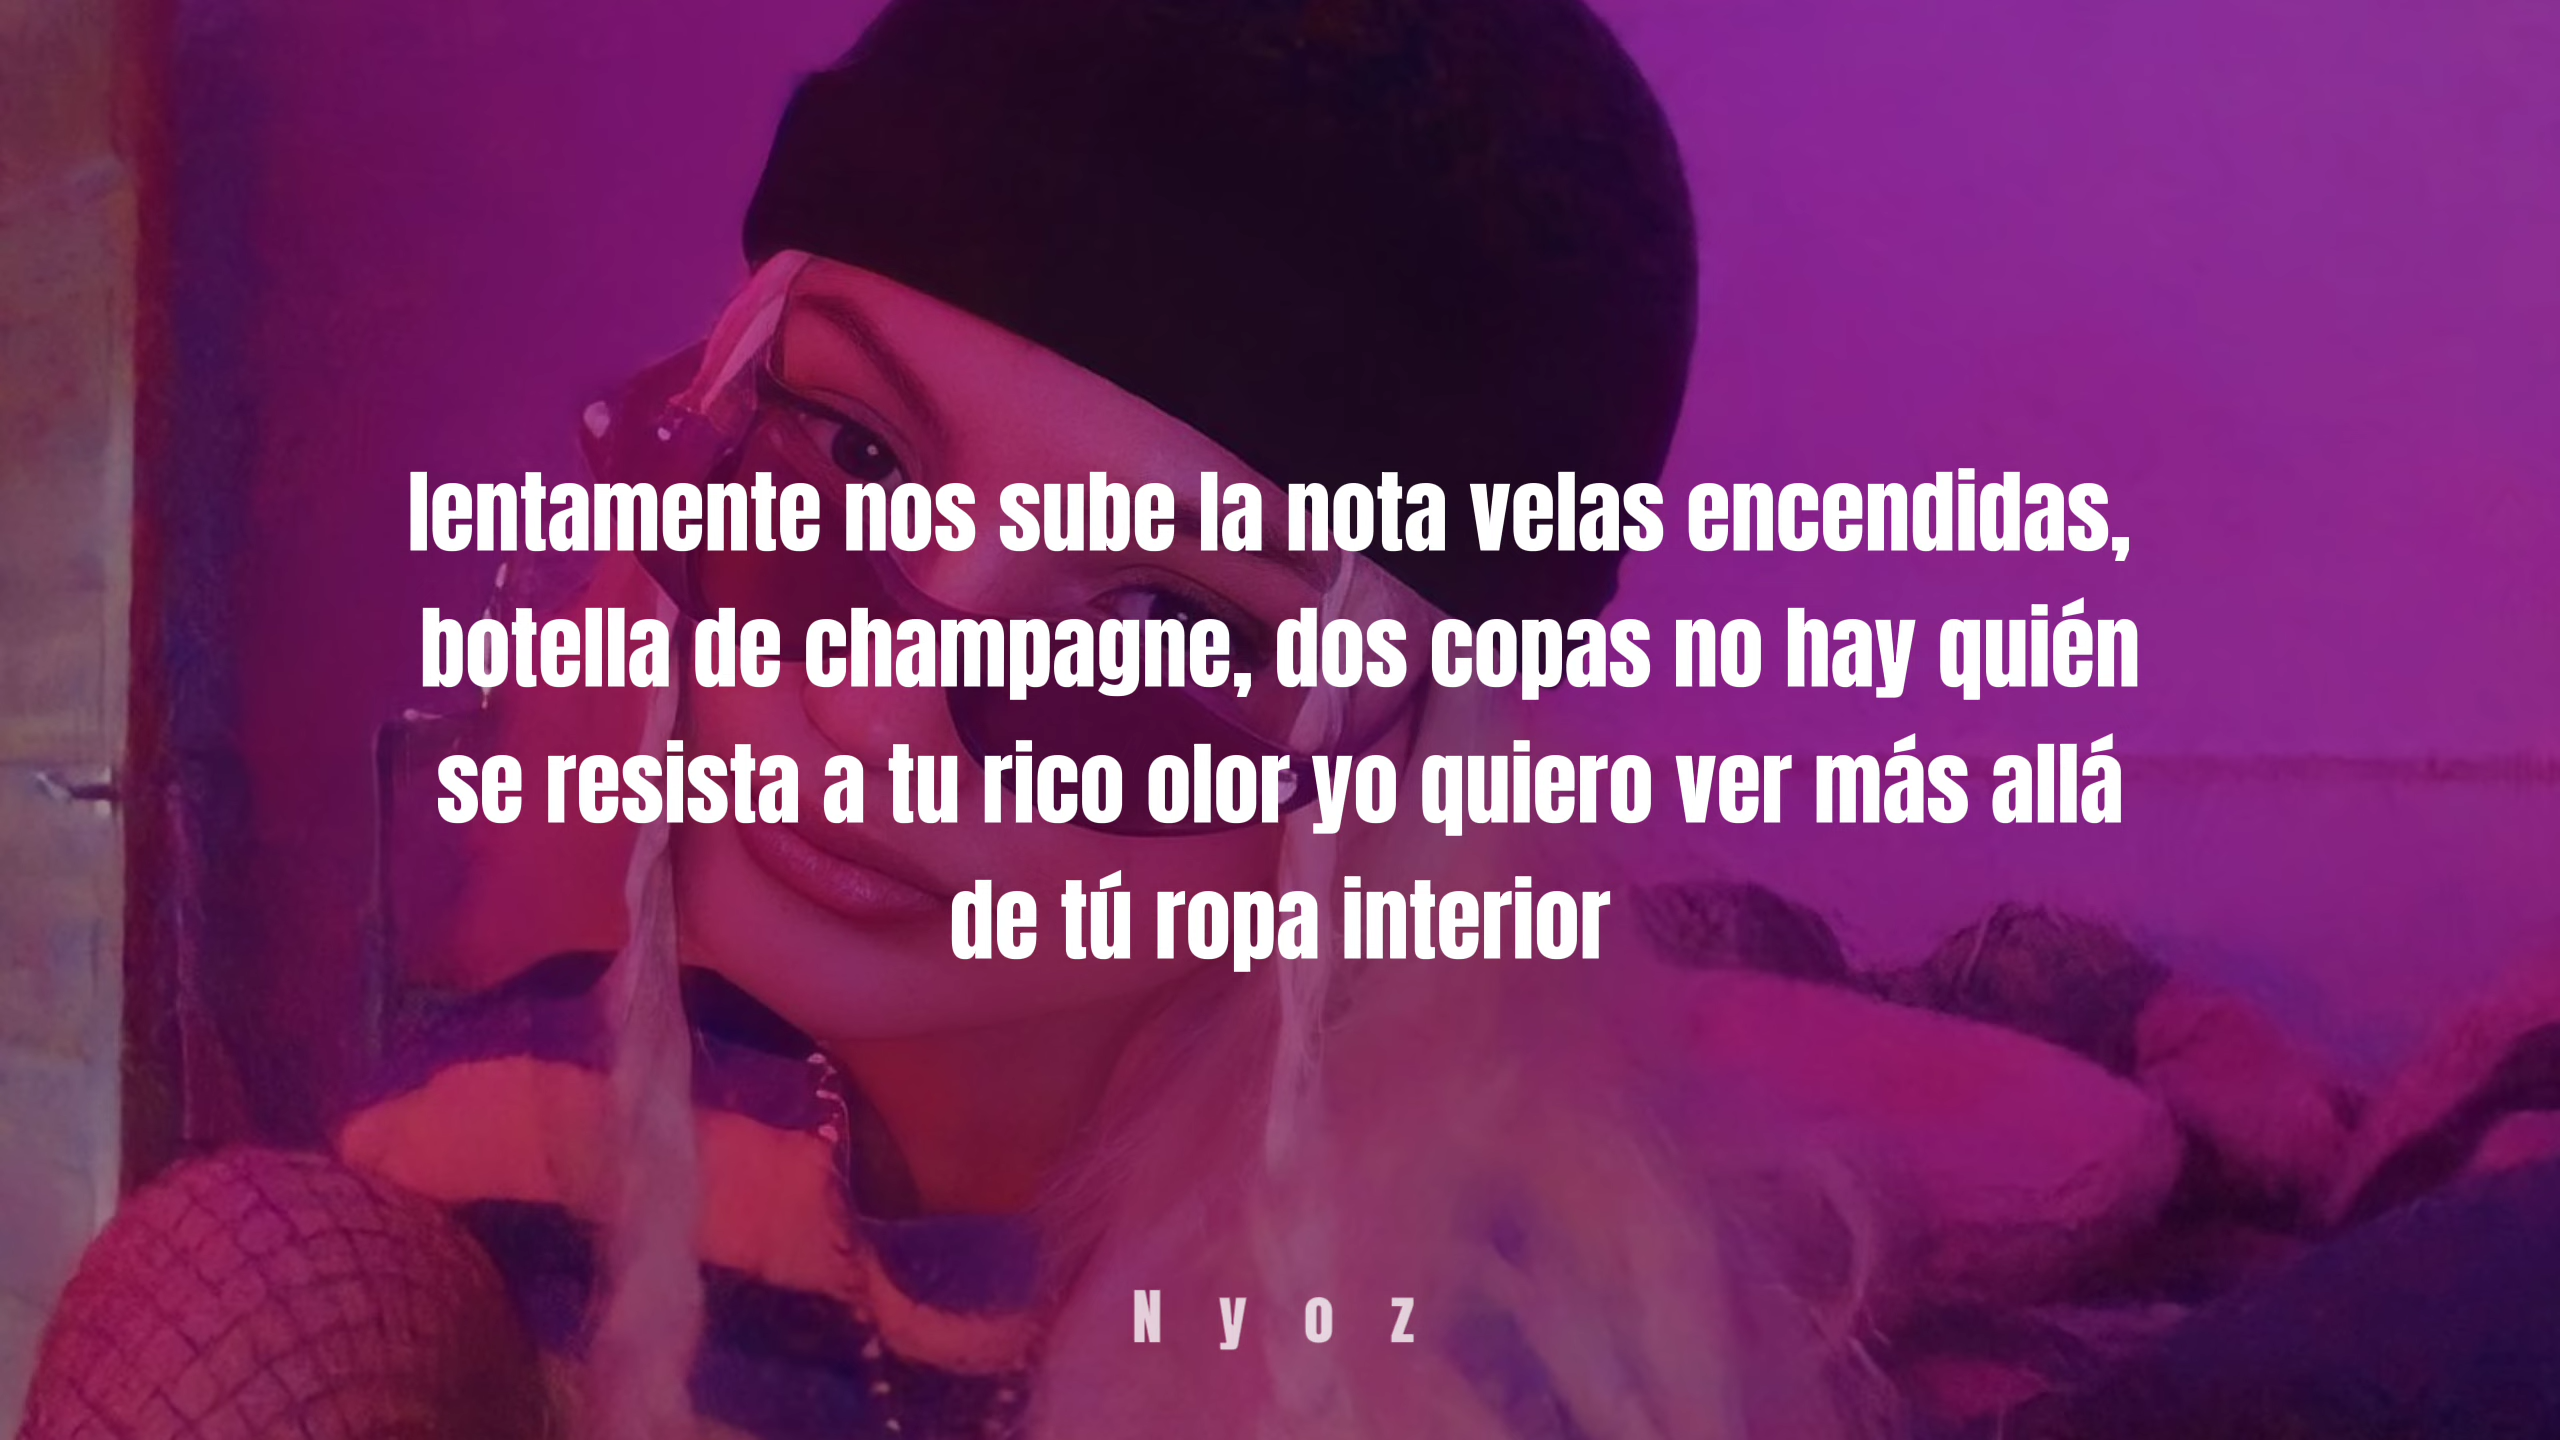 lentamente nos sube la nota velas encendidas,
botella de champagne, dos copas no hay quién
se resista a tu rico olor yo quiero ver más allá
de tú ropa interior
Nyoz